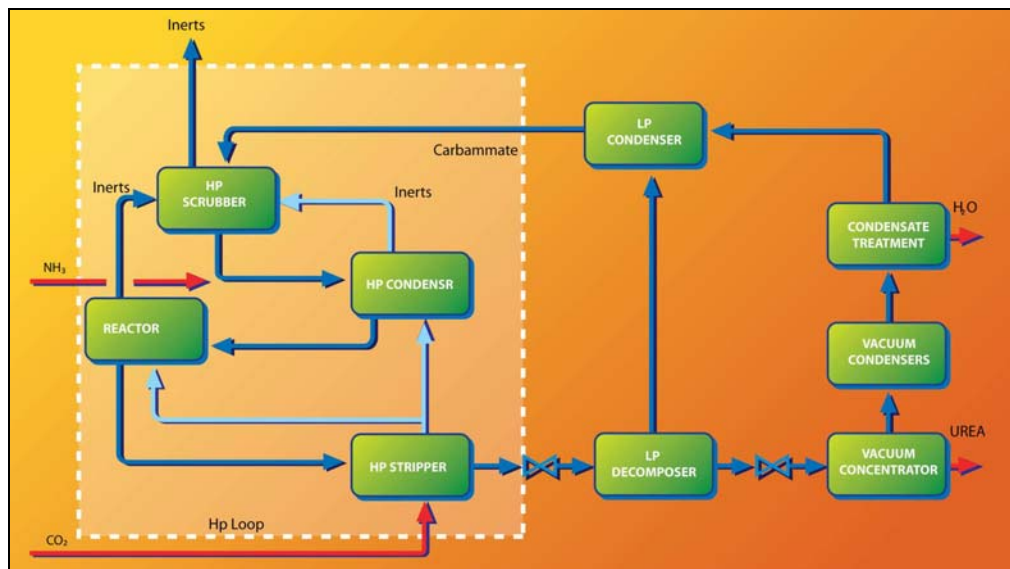 Inerts
LP
CONDENSER
Carbammate
Inerts
HP
SCRUBBER
Inerts
H₂O
CONDENSATE
TREATMENT
NH₃
HP CONDENSR
REACTOR
VACUUM
CONDENSERS
UREA
HP STRIPPER
LP
DECOMPOSER
VACUUM
CONCENTRATOR
Hp Loop
CO₂